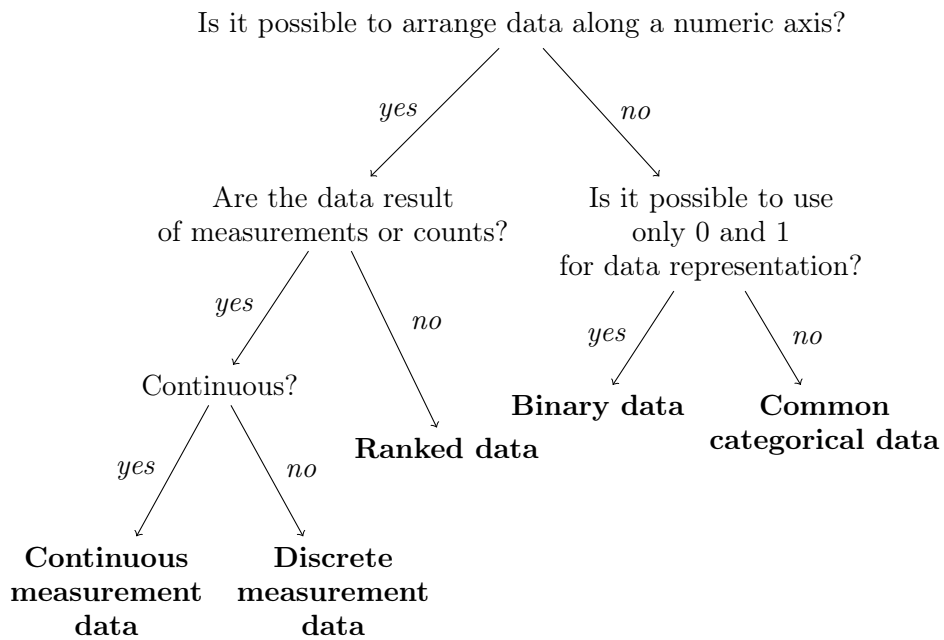 Is it possible to arrange data along a numeric axis?
yes
no
Are the data result
of measurements or counts?
Is it possible to use
only 0 and 1
for data representation?
yes
no
yes
no
Continuous?
Binary data
Common
categorical data
Ranked data
yes
no
Continuous
measurement
data
Discrete
measurement
data